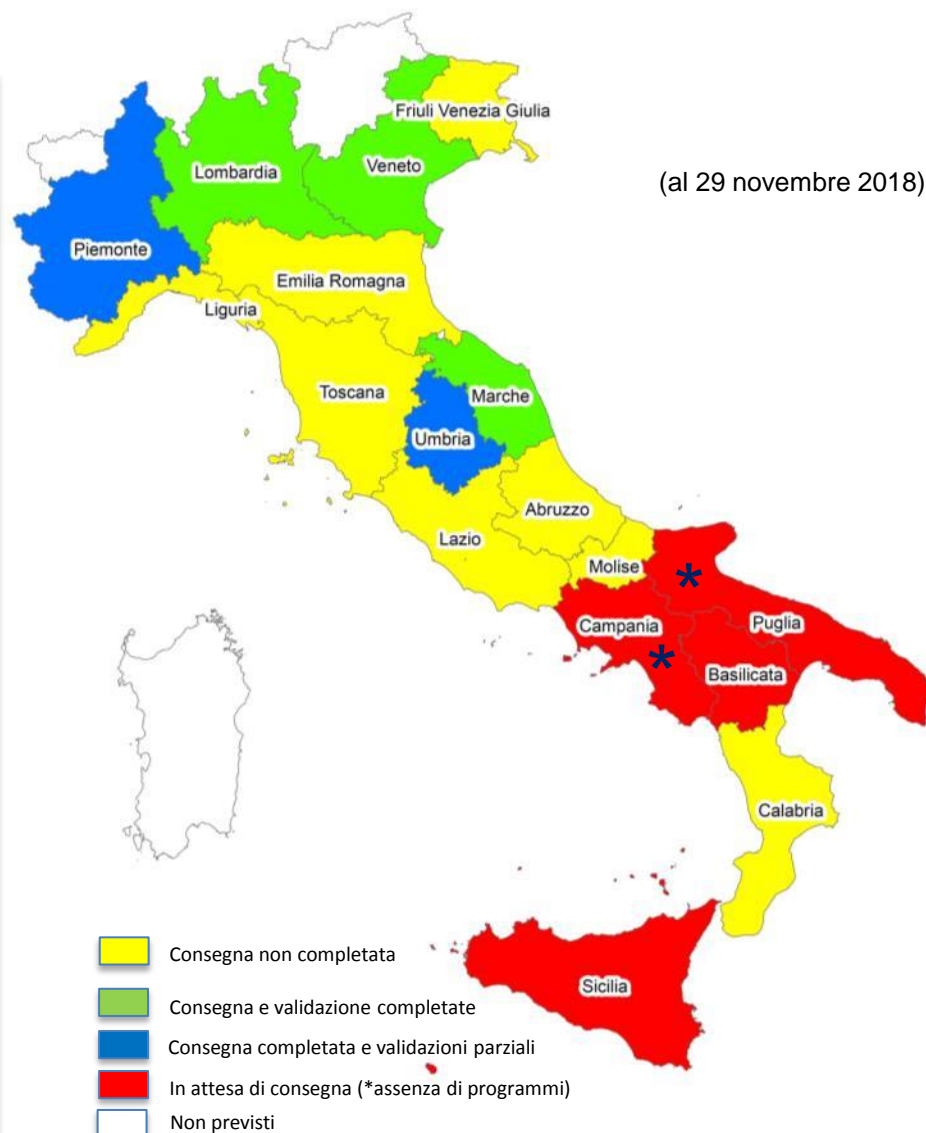 Friuli Venezia Giulia
Lombardia
Veneto
(al 29 novembre 2018)
Piemonte
Emilia Romagna
Liguria
Toscana
Marche
Umbria
Abruzzo
Lazio
Molise
*
Campania
Puglia
*
Basilicata
Calabria
Sicilia
Consegna non completata
Consegna e validazione completate
Consegna completata e validazioni parziali
In attesa di consegna (*assenza di programmi)
Non previsti